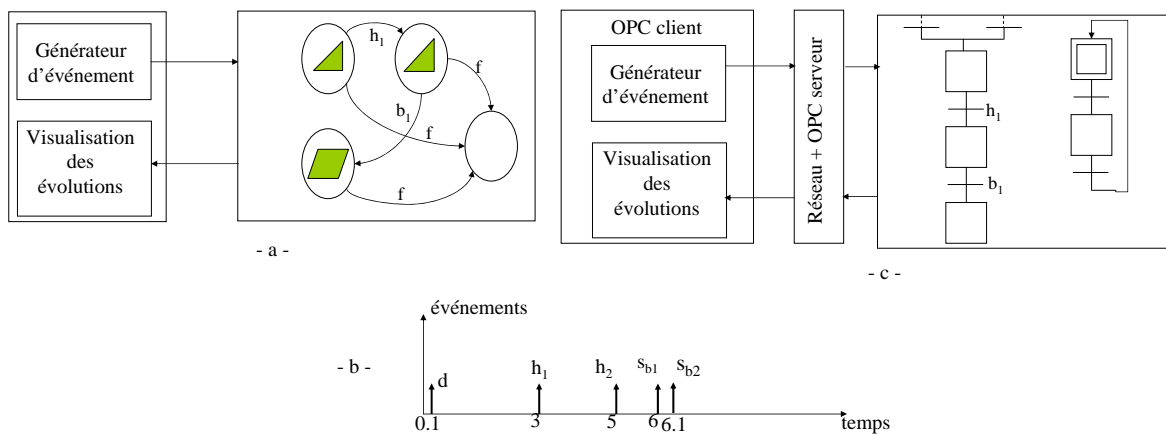 Générateur
d'événement
Visualisation
des
évolutions
h1
f
b1
f
f
- a -
OPC client
Générateur
d'événement
Visualisation
des
évolutions
Réseau + OPC serveur
h1
b1
- c -
événements
- b -
d
h1
h2
sb1
sb2
0.1
3
5
6
6.1
temps